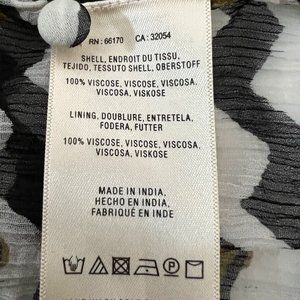 RN : 66170 CA : 32054
SHELL, ENDROIT DU TISSU,
TEJIDO, TESSUTO SHELL, OBERSTOFF
100% VISCOSE, VISCOSE, VISCOSA,
VISCOSA, VISKOSE
LINING, DOUBLURE, ENTRETELA,
FODERA, FUTTER
100% VISCOSE, VISCOSE, VISCOSA,
VISCOSA, VISKOSE
MADE IN INDIA,
HECHO EN INDIA,
FABRIQUÉ EN INDE